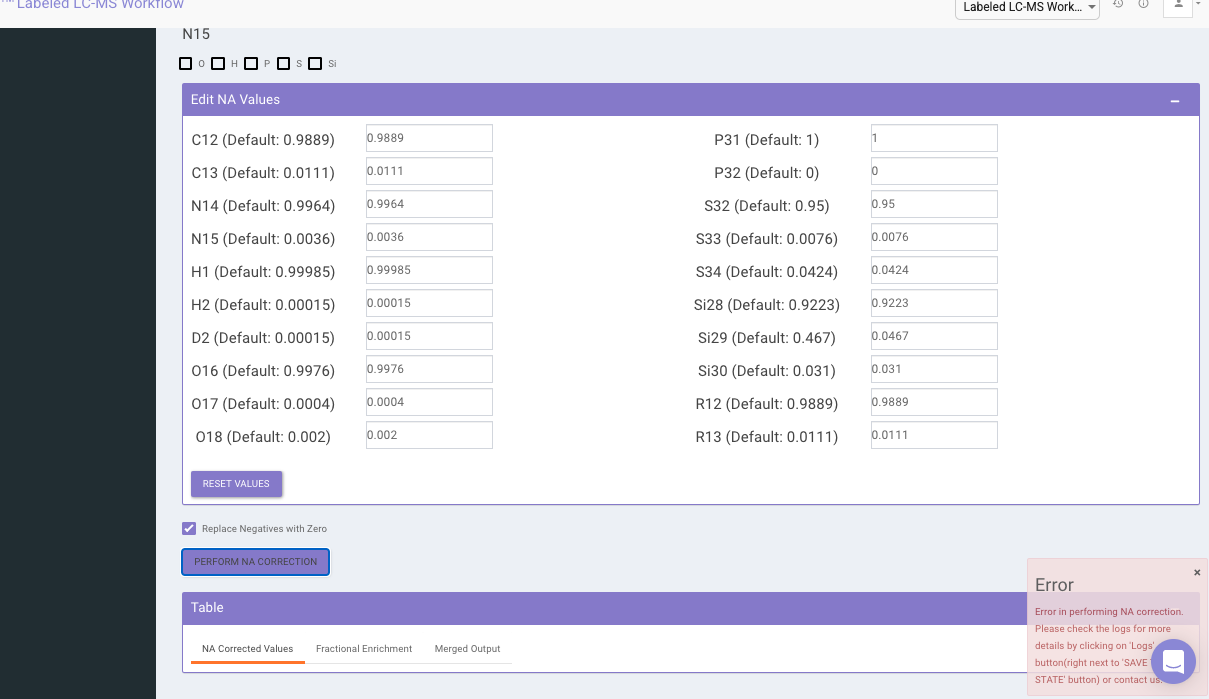 ™Labeled LC-MS Workflow
Labeled LC-MS Work...
N15
O H P S Si
Edit NA Values
C12 (Default: 0.9889) 0.9889 P31 (Default: 1) 1
C13 (Default: 0.0111) 0.0111 P32 (Default: 0) 0
N14 (Default: 0.9964) 0.9964 S32 (Default: 0.95) 0.95
N15 (Default: 0.0036) 0.0036 S33 (Default: 0.0076) 0.0076
H1 (Default: 0.99985) 0.99985 S34 (Default: 0.0424) 0.0424
H2 (Default: 0.00015) 0.00015 Si28 (Default: 0.9223) 0.9223
D2 (Default: 0.00015) 0.00015 Si29 (Default: 0.467) 0.0467
O16 (Default: 0.9976) 0.9976 Si30 (Default: 0.031) 0.031
O17 (Default: 0.0004) 0.0004 R12 (Default: 0.9889) 0.9889
O18 (Default: 0.002) 0.002 R13 (Default: 0.0111) 0.0111
RESET VALUES
Replace Negatives with Zero
PERFORM NA CORRECTION
Table
NA Corrected Values Fractional Enrichment Merged Output
Error
Error in performing NA correction.
Please check the logs for more
details by clicking on 'Logs'
button(right next to 'SAVE
STATE' button) or contact us.